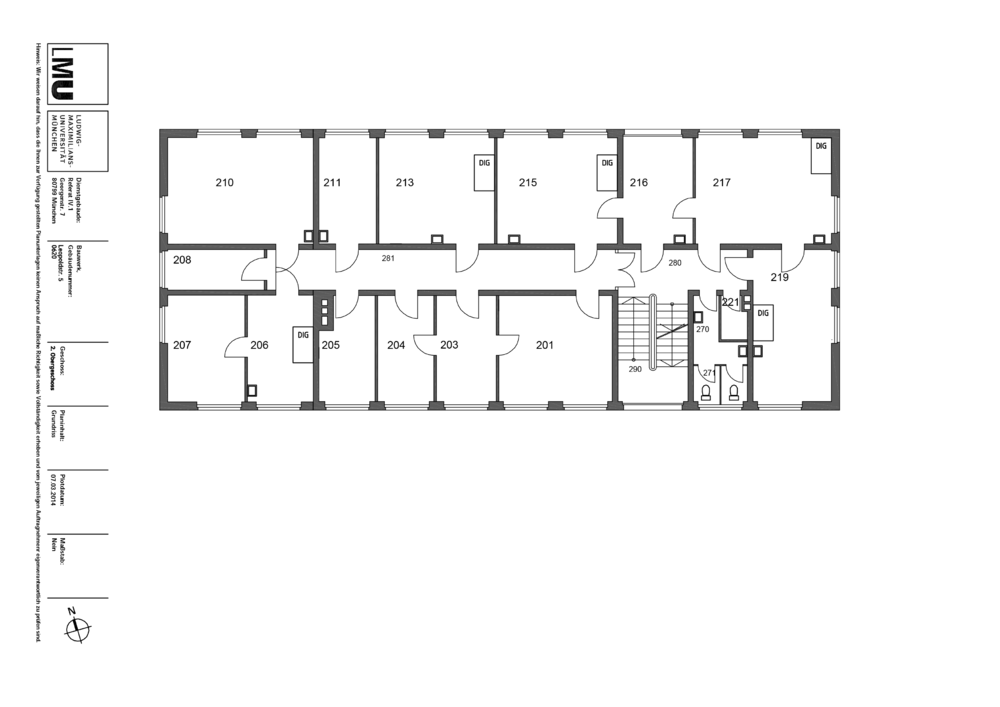 LMU
LUDWIG-
MAXIMILIANS-
UNIVERSITÄT
MÜNCHEN
Dienstgebäude:
Referat IV.1
Georgenstr. 7
80799 München
Bauwerk,
Gebäudenummer:
Leopoldstr. 5
0620
Geschoss:
2. Obergeschoss
Planinhalt:
Grundriss
Plotdatum:
07.03.2014
Maßstab:
Nein
N
Hinweis: Wir weisen darauf hin, dass die Ihnen zur Verfügung gestellten Planunterlagen keinen Anspruch auf maßliche Richtigkeit sowie Vollständigkeit erheben und vom jeweiligen Auftragnehmer eigenverantwortlich zu prüfen sind.
210
211
213
DIG
215
DIG
216
217
DIG
208
281
280
219
207
206
DIG
205
204
203
201
290
221
270
271
DIG